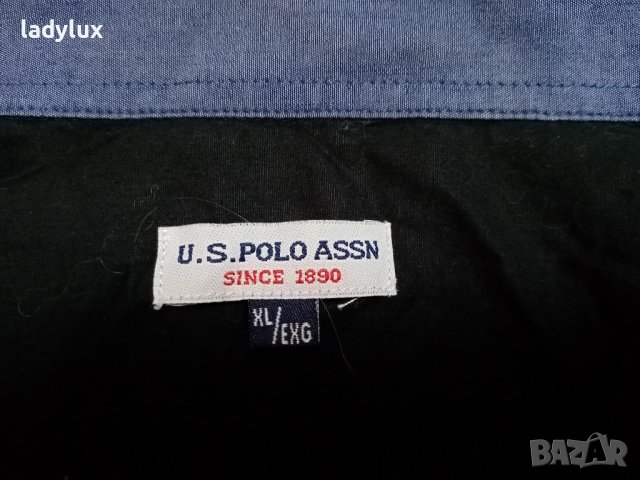 ladylux
U.S. POLO ASSN
SINCE 1890
XL/EXG
BAZAR